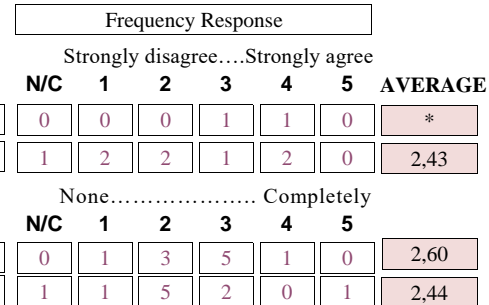 Frequency Response
Strongly disagree….Strongly agree
N/C 1 2 3 4 5 AVERAGE
0 0 0 1 1 0 *
1 2 2 1 2 0 2,43
None……………….. Completely
N/C 1 2 3 4 5
0 1 3 5 1 0 2,60
1 1 5 2 0 1 2,44